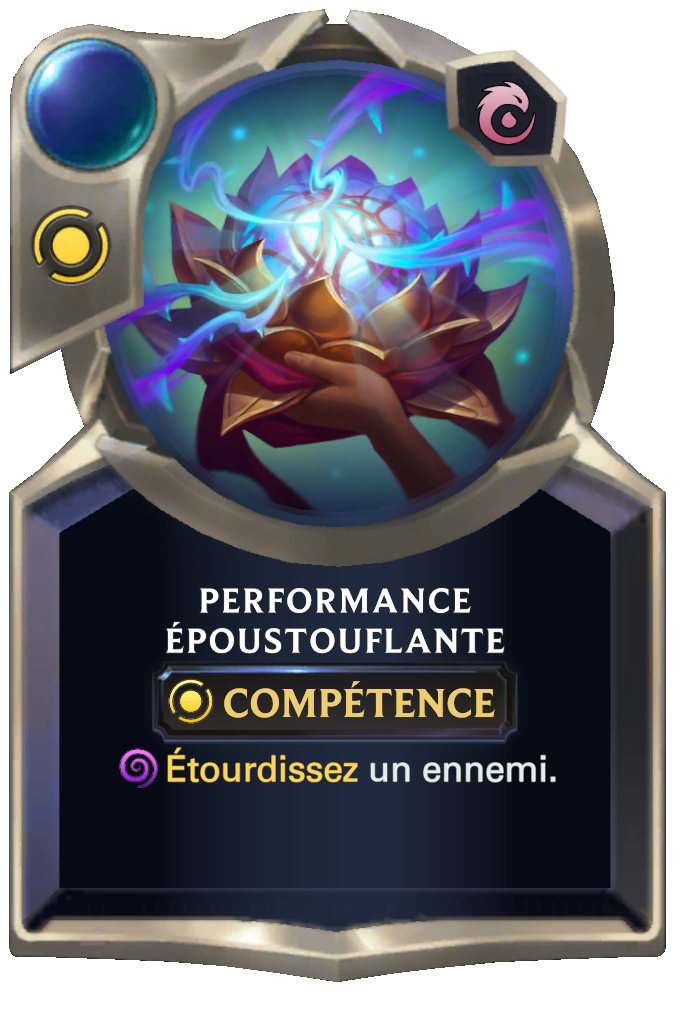 PERFORMANCE
ÉPOUSTOUFLANTE
COMPÉTENCE
Étourdissez un ennemi.